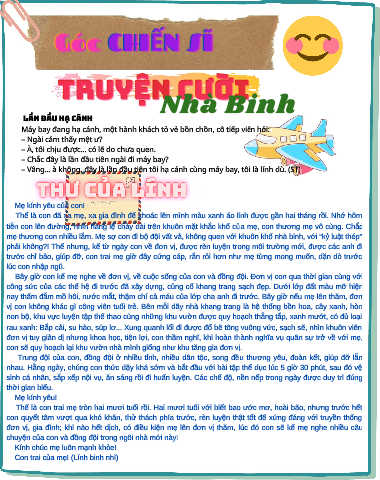 Góc CHIẾN SĨ
TRUYỆN CƯỜI
Nhà Binh
LẦN ĐẦU HẠ CÁNH
Máy bay đang hạ cánh, một hành khách tỏ vẻ bồn chồn, cô tiếp viên hỏi:
– Ngài cảm thấy mệt ư?
– À, tôi chịu được... có lẽ do chưa quen.
– Chắc đây là lần đầu tiên ngài đi máy bay?
– Vâng... à không, đây là lần đầu tiên tôi hạ cánh cùng máy bay, tôi là lính dù. (ST)
THƯ CỦA LÍNH
Mẹ kính yêu của con!
Thế là con đã xa mẹ, xa gia đình để khoác lên mình màu xanh áo lính được gần hai tháng rồi. Nhớ hôm
tiễn con lên đường, nhìn hàng lệ chảy dài trên khuôn mặt khắc khổ của mẹ, con thương mẹ vô cùng. Chắc
mẹ thương con nhiều lắm. Mẹ sợ con đi bộ đội vất vả, không quen với khuôn khổ nhà binh, với "kỷ luật thép"
phải không?! Thế nhưng, kể từ ngày con về đơn vị, được rèn luyện trong môi trường mới, được các anh đi
trước chỉ bảo, giúp đỡ, con trai mẹ giờ đây cứng cáp, rắn rỏi hơn như mẹ từng mong muốn, dặn dò trước
lúc con nhập ngũ.
Bây giờ con kể mẹ nghe về đơn vị, về cuộc sống của con và đồng đội. Đơn vị con qua thời gian cùng với
công sức của các thế hệ đi trước đã xây dựng, củng cố khang trang sạch đẹp. Dưới lớp đất màu mỡ hiện
nay thấm đẫm mồ hôi, nước mắt, thậm chí cả máu của lớp cha anh đi trước. Bây giờ nếu mẹ lên thăm, đơn
vị con không khác gì công viên tuổi trẻ. Bên mỗi dãy nhà khang trang là hệ thống bồn hoa, cây xanh, hòn
non bộ, khu vực luyện tập thể thao cùng những khu vườn được quy hoạch thẳng tắp, xanh mướt, có đủ loại
rau xanh: Bắp cải, su hào, súp lơ... Xung quanh lối đi được đổ bê tông vuông vức, sạch sẽ, nhìn khuôn viên
đơn vị tuy giản dị nhưng khoa học, tiện lợi, con thầm nghĩ, khi hoàn thành nghĩa vụ quân sự trở về với mẹ,
con sẽ quy hoạch lại khu vườn nhà mình giống như khu tăng gia đơn vị.
Trung đội của con, đồng đội ở nhiều tỉnh, nhiều dân tộc, song đều thương yêu, đoàn kết, giúp đỡ lẫn
nhau. Hằng ngày, chúng con thức dậy khá sớm và bắt đầu với bài tập thể dục lúc 5 giờ 30 phút, sau đó vệ
sinh cá nhân, sắp xếp nội vụ, ăn sáng rồi đi huấn luyện. Các chế độ, nền nếp trong ngày được duy trì đúng
thời gian biểu.
Mẹ kính yêu!
Thế là con trai mẹ tròn hai mươi tuổi rồi. Hai mươi tuổi với biết bao ước mơ, hoài bão, nhưng trước hết
con quyết tâm vượt qua khó khăn, thử thách phía trước, rèn luyện thật tốt để xứng đáng với truyền thống
đơn vị, gia đình; khi nào hết dịch, có điều kiện mẹ lên đơn vị thăm, lúc đó con sẽ kể mẹ nghe nhiều câu
chuyện của con và đồng đội trong ngôi nhà mới này:
Kính chúc mẹ luôn mạnh khỏe!
Con trai của mẹ! (Lính binh nhì)